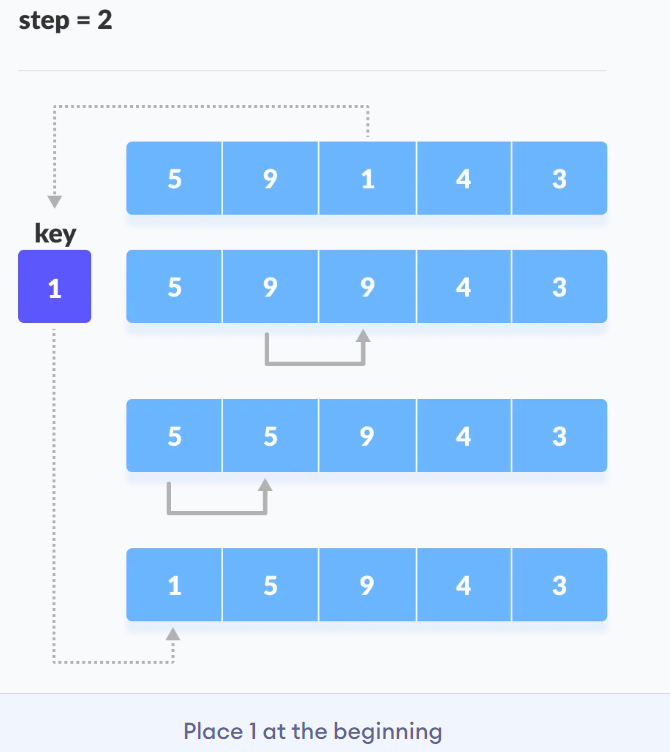 step = 2
5 9 1 4 3
key
1 5 9 9 4 3
5 5 9 4 3
1 5 9 4 3
Place 1 at the beginning